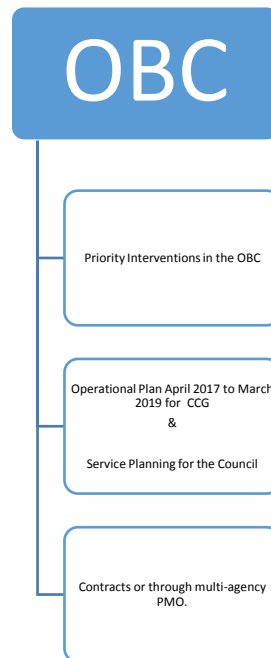 OBC
Priority Interventions in the OBC
Operational Plan April 2017 to March
2019 for CCG
&
Service Planning for the Council
Contracts or through multi-agency
PMO.